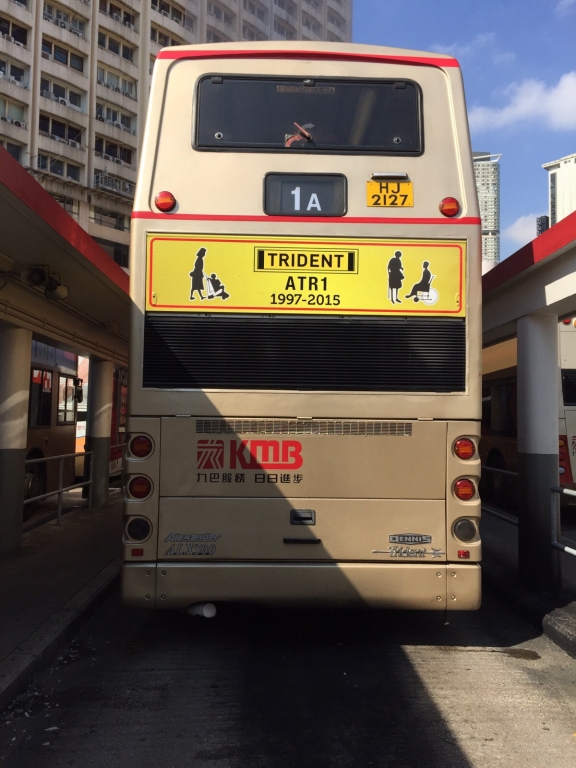 1A
HJ
2127
TRIDENT
ATR1
1997-2015
KMB
九巴服務 日日進步
Alexander
ALX500
DENNIS
Trident